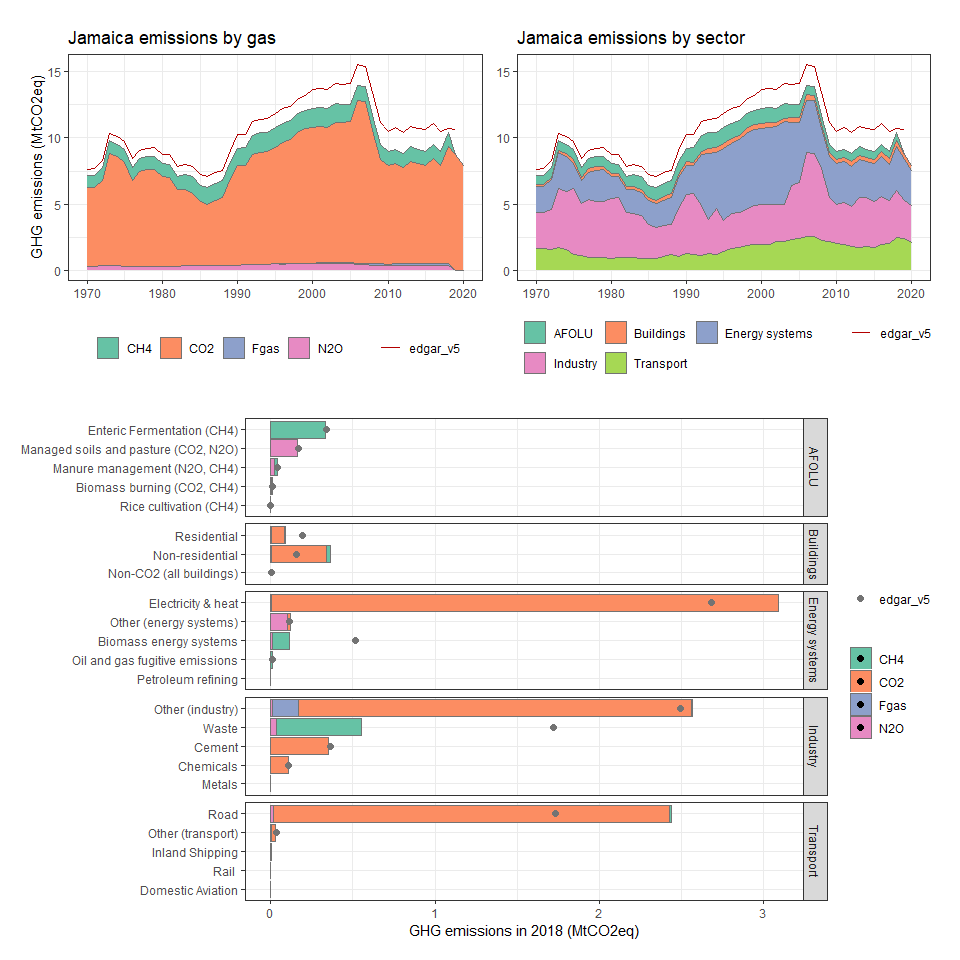 Jamaica emissions by gas
GHG emissions (MtCO2eq)
15
10
5
0
1970 1980 1990 2000 2010 2020
CH4 CO2 Fgas N2O edgar_v5
Jamaica emissions by sector
15
10
5
0
1970 1980 1990 2000 2010 2020
AFOLU Buildings Energy systems edgar_v5
Industry Transport
Enteric Fermentation (CH4)
Managed soils and pasture (CO2, N2O)
Manure management (N2O, CH4)
Biomass burning (CO2, CH4)
Rice cultivation (CH4)
AFOLU
Residential
Non-residential
Non-CO2 (all buildings)
Buildings
Electricity & heat
Other (energy systems)
Biomass energy systems
Oil and gas fugitive emissions
Petroleum refining
Energy systems
Other (industry)
Waste
Cement
Chemicals
Metals
Industry
Road
Other (transport)
Inland Shipping
Rail
Domestic Aviation
Transport
0 1 2 3
GHG emissions in 2018 (MtCO2eq)
edgar_v5
CH4
CO2
Fgas
N2O